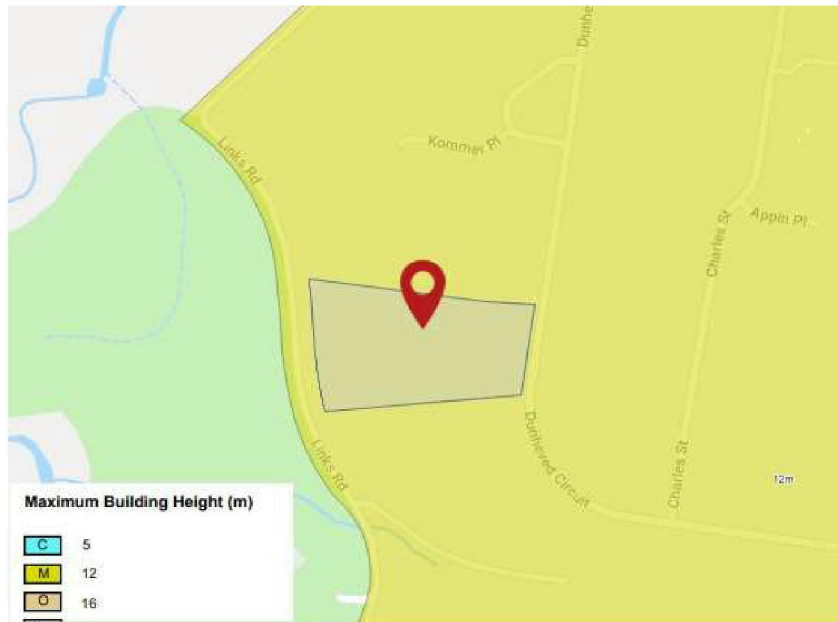 Dunhe
Links Rd
Kommer Pl
Charles St
Appin Pl
Links Rd
Dunheved Circuit
Charles St
12m
Maximum Building Height (m)
C 5
M 12
O 16